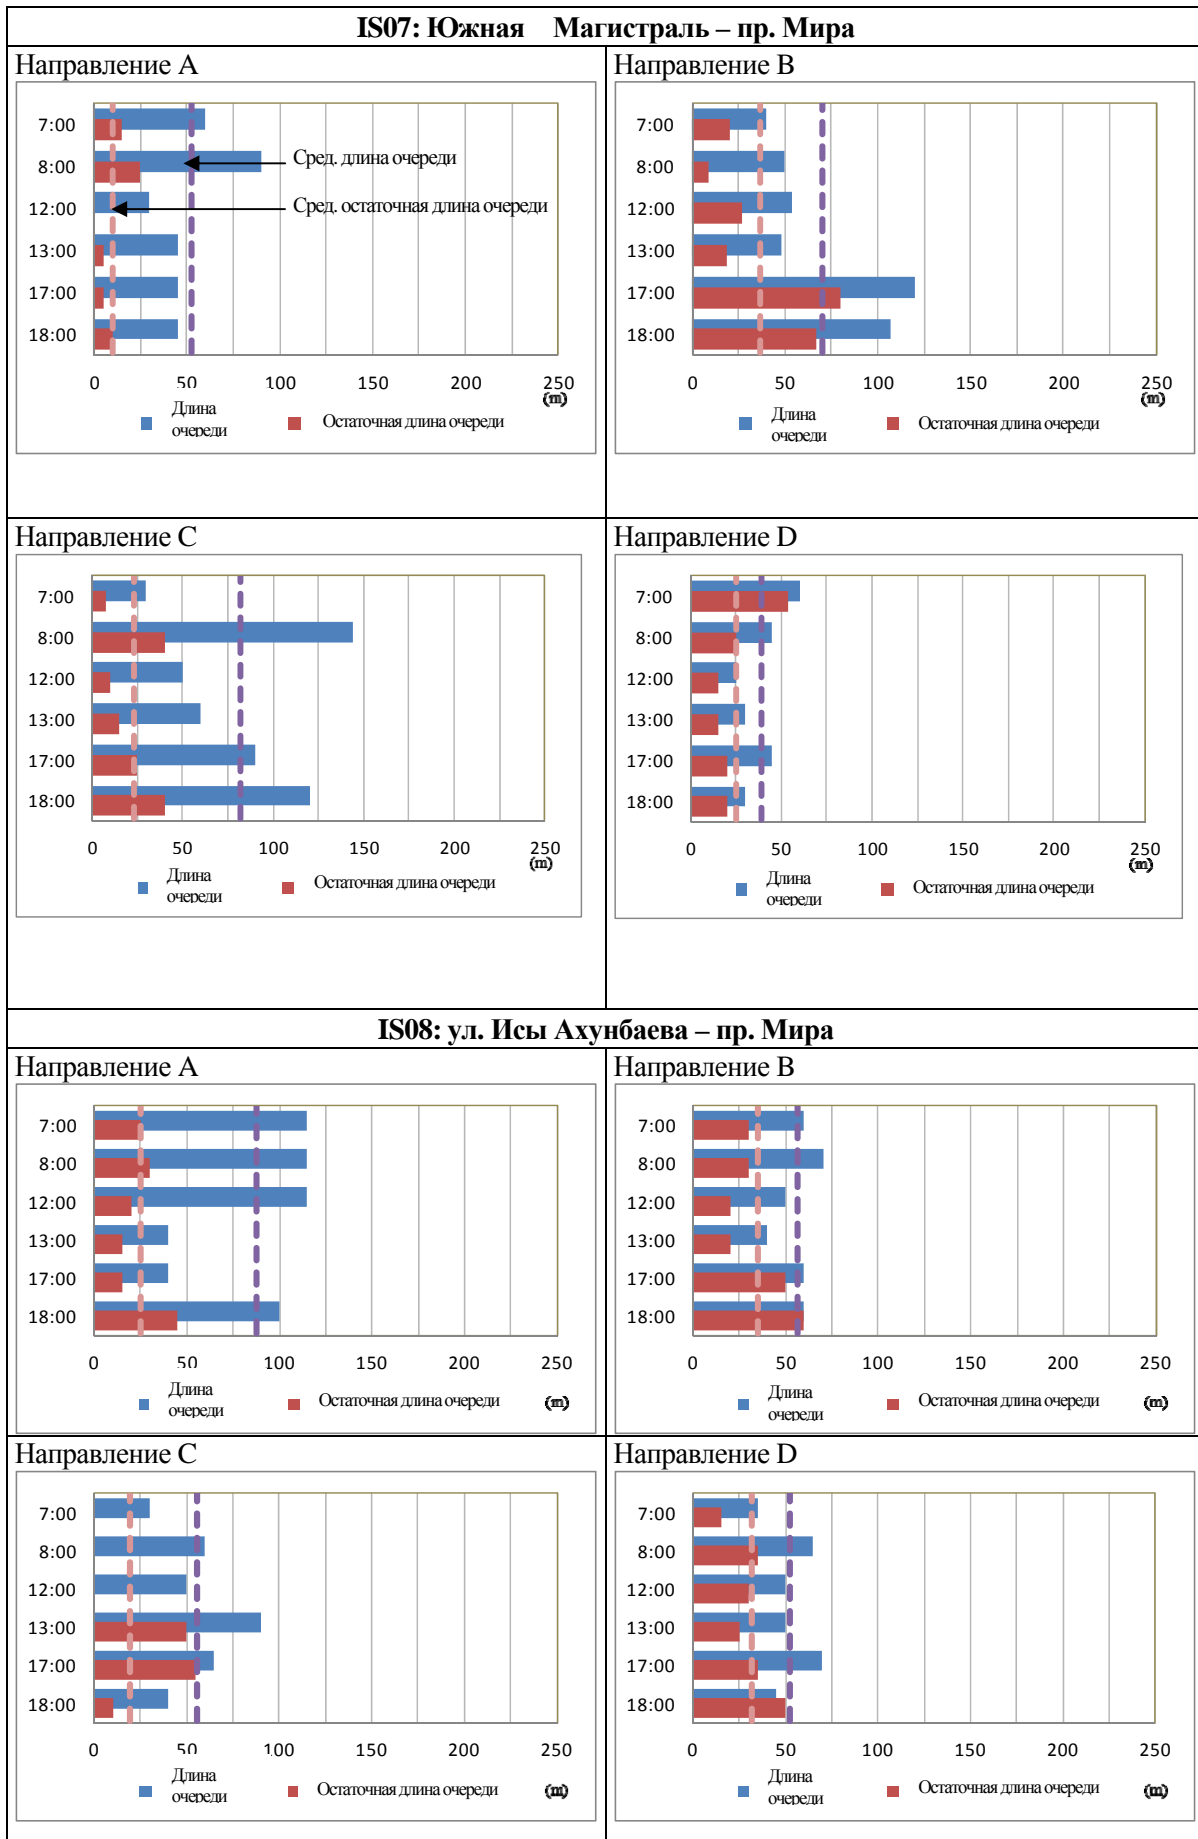 IS07: Южная Магистраль – пр. Мира
Направление A
7:00
8:00
12:00
13:00
17:00
18:00
Сред. длина очереди
Сред. остаточная длина очереди
0 50 100 150 200 250
(m)
Длина очереди
Остаточная длина очереди
Направление B
7:00
8:00
12:00
13:00
17:00
18:00
0 50 100 150 200 250
(m)
Длина очереди
Остаточная длина очереди
Направление C
7:00
8:00
12:00
13:00
17:00
18:00
0 50 100 150 200 250
(m)
Длина очереди
Остаточная длина очереди
Направление D
7:00
8:00
12:00
13:00
17:00
18:00
0 50 100 150 200 250
(m)
Длина очереди
Остаточная длина очереди
IS08: ул. Исы Ахунбаева – пр. Мира
Направление A
7:00
8:00
12:00
13:00
17:00
18:00
0 50 100 150 200 250
Длина очереди
Остаточная длина очереди
(m)
Направление B
7:00
8:00
12:00
13:00
17:00
18:00
0 50 100 150 200 250
Длина очереди
Остаточная длина очереди
(m)
Направление C
7:00
8:00
12:00
13:00
17:00
18:00
0 50 100 150 200 250
Длина очереди
Остаточная длина очереди
(m)
Направление D
7:00
8:00
12:00
13:00
17:00
18:00
0 50 100 150 200 250
Длина очереди
Остаточная длина очереди
(m)